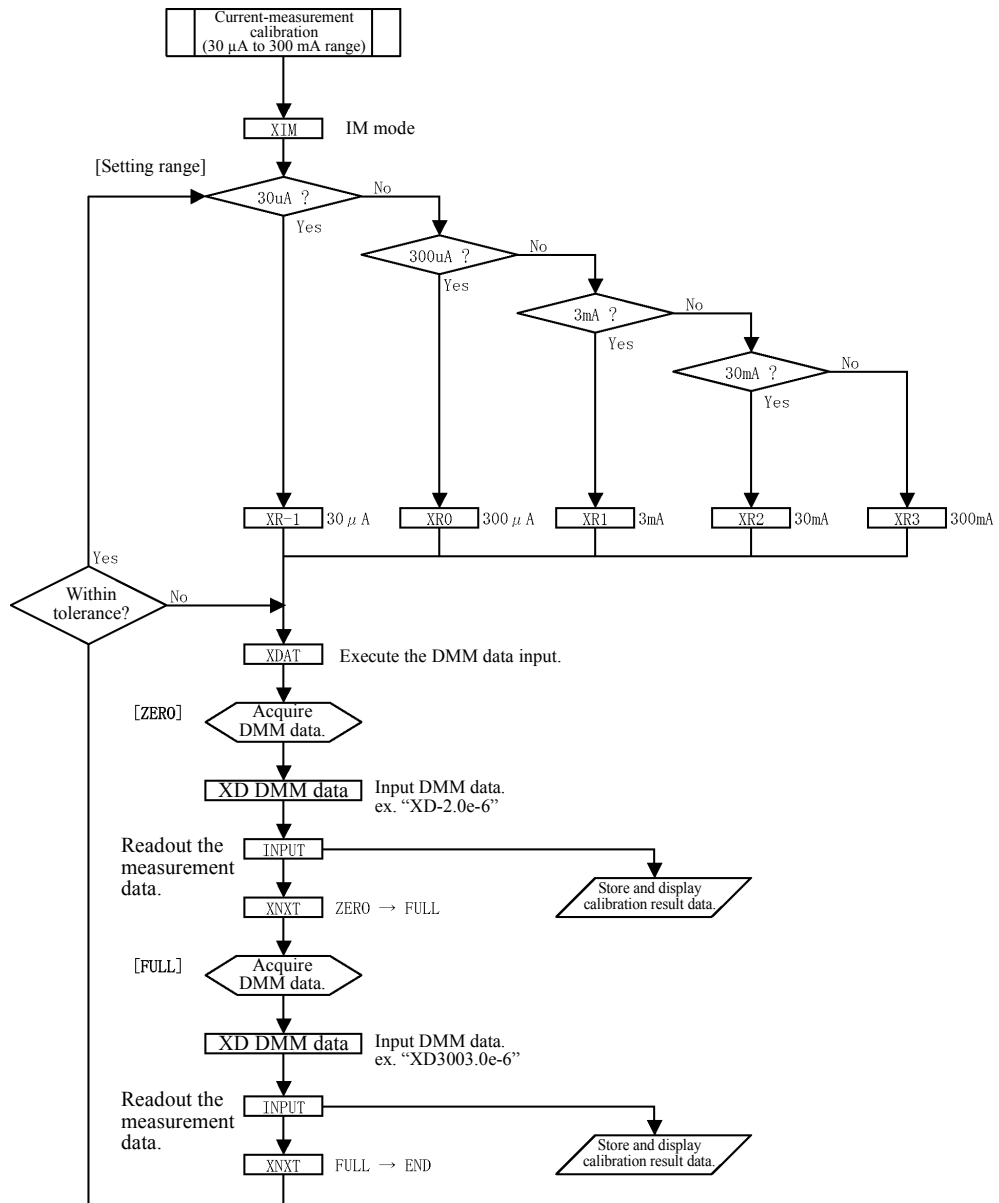 Current-measurement
calibration
(30 µA to 300 mA range)
XIM
IM mode
[Setting range]
30uA ?
No
Yes
300uA ?
No
Yes
3mA ?
No
Yes
30mA ?
No
Yes
XR-1
30 µ A
XR0
300 µ A
XR1
3mA
XR2
30mA
XR3
300mA
Yes
Within
tolerance?
No
XDAT
Execute the DMM data input.
[ZERO]
Acquire
DMM data.
XD DMM data
Input DMM data.
ex. “XD-2.0e-6”
Readout the
measurement
data.
INPUT
Store and display
calibration result data.
XNXT
ZERO → FULL
[FULL]
Acquire
DMM data.
XD DMM data
Input DMM data.
ex. “XD3003.0e-6”
Readout the
measurement
data.
INPUT
Store and display
calibration result data.
XNXT
FULL → END